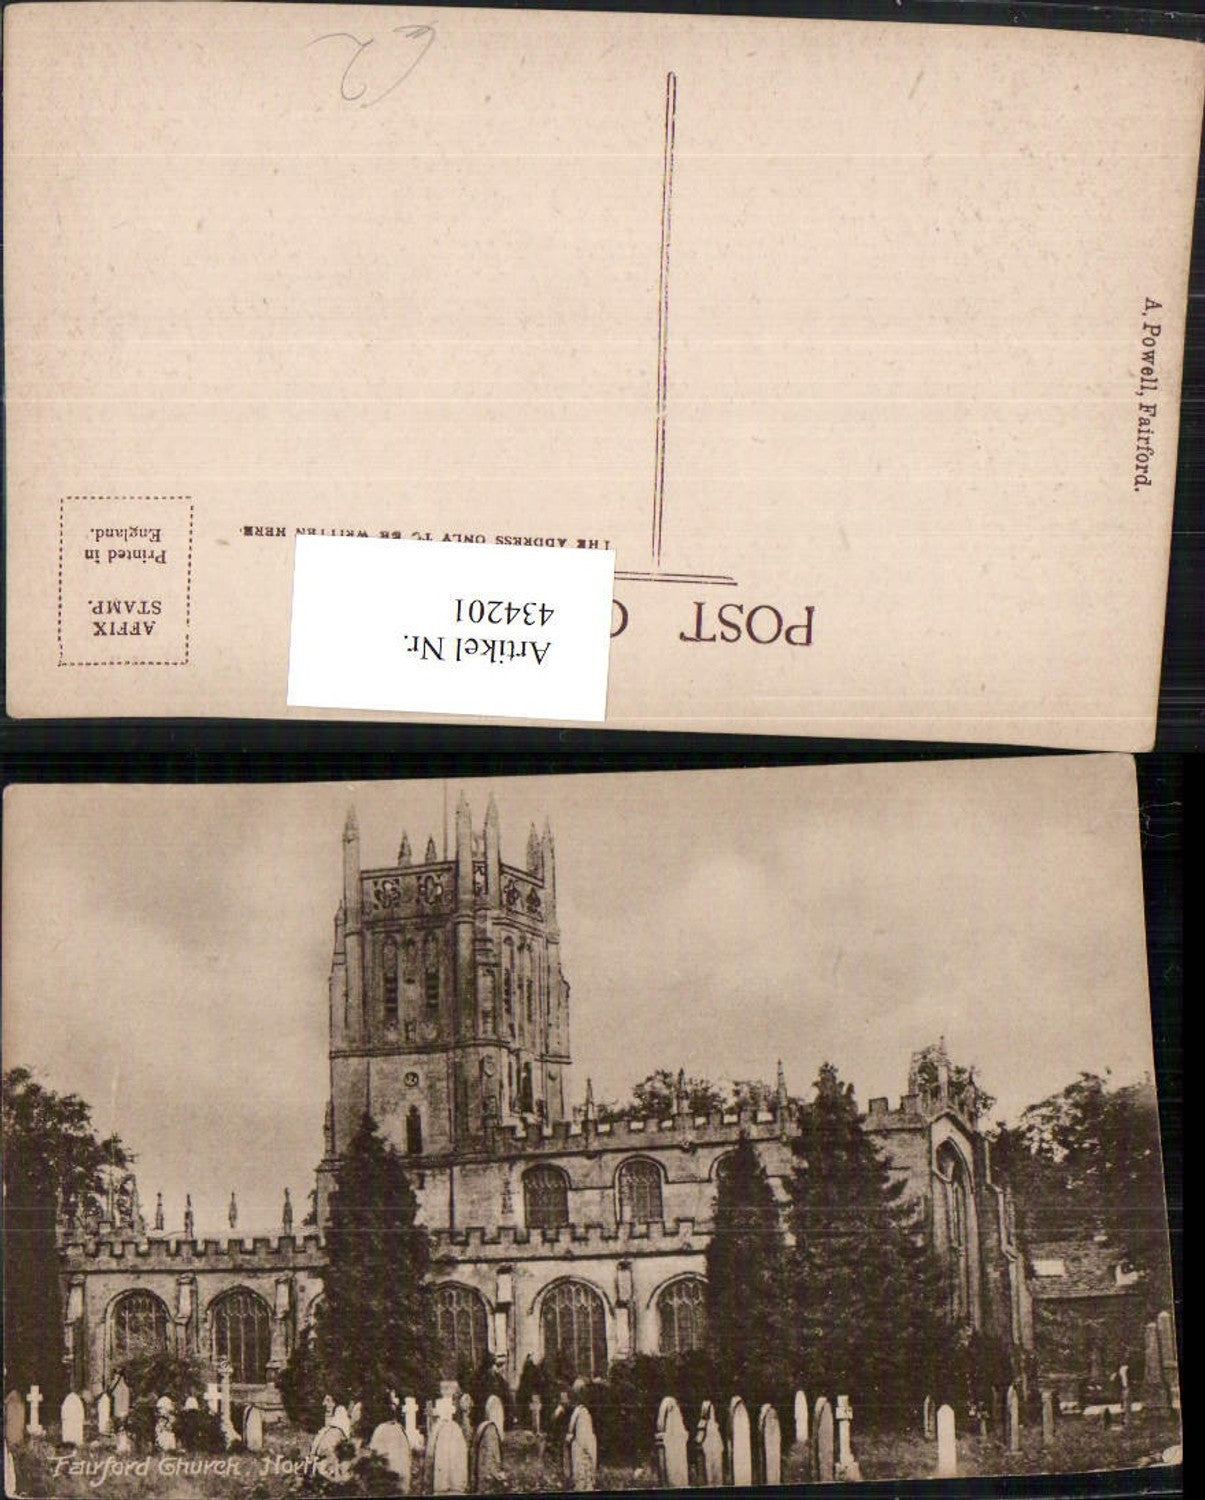 POST C
THE ADDRESS ONLY TO BE WRITTEN HERE.
AFFIX
STAMP.
Printed in
England.
Artikel Nr.
434201
A. Powell, Fairford.
Fairford Church. North.